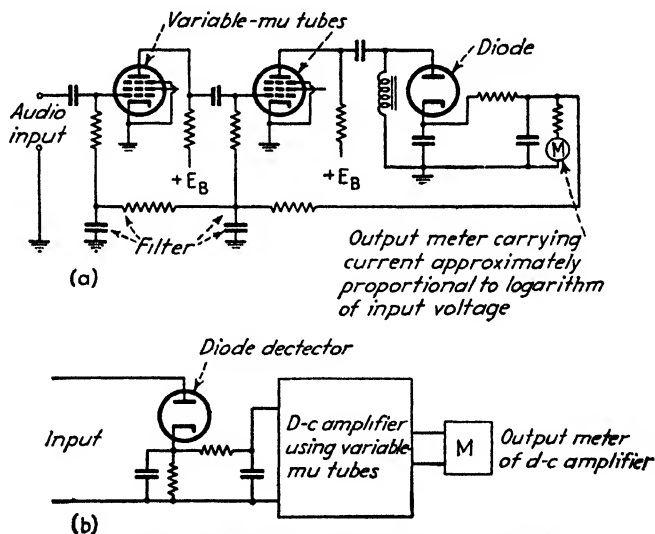 Variable-mu tubes
Diode
Audio
input
+E_B
+E_B
Filter
(a)
M
Output meter carrying
current approximately
proportional to logarithm
of input voltage
Diode dectector
Input
D-c amplifier
using variable-
mu tubes
M
Output meter
of d-c amplifier
(b)